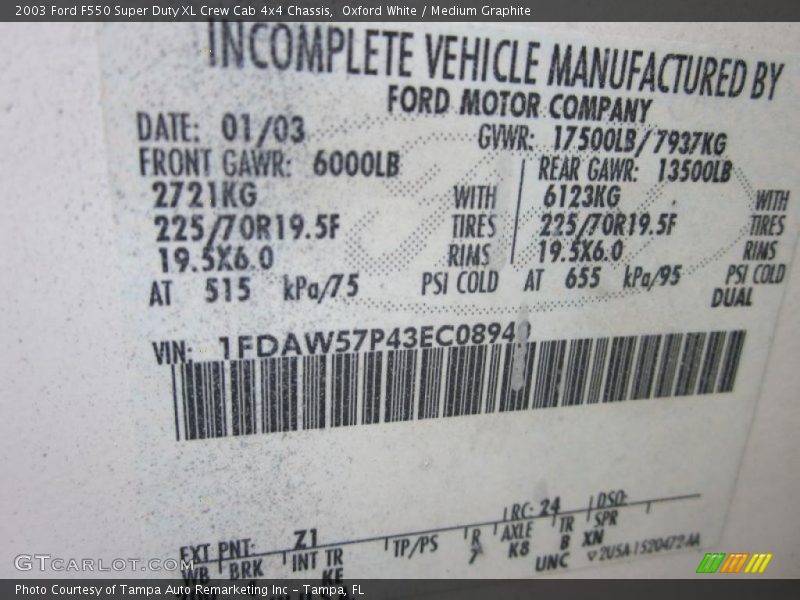 2003 Ford F550 Super Duty XL Crew Cab 4x4 Chassis,  Oxford White / Medium Graphite
INCOMPLETE VEHICLE MANUFACTURED BY
FORD MOTOR COMPANY
DATE: 01/03 GVWR: 17500LB/7937KG
FRONT GAWR: 6000LB REAR GAWR: 13500LB
2721KG WITH 6123KG WITH
225/70R19.5F TIRES 225/70R19.5F TIRES
19.5X6.0 RIMS 19.5X6.0 RIMS
AT 515 kPa/75 PSI COLD AT 655 kPa/95 PSI COLD
DUAL
VIN: 1FDAW57P43EC0894
EXT PNT: Z1 RC: 24 DSO:
WB BRK INT TR TP/PS R AXLE TR SPR
KE 7 K8 B XN
UNC V2U5A1520472AA
GTCARLOT.COM
Photo Courtesy of Tampa Auto Remarketing Inc - Tampa, FL